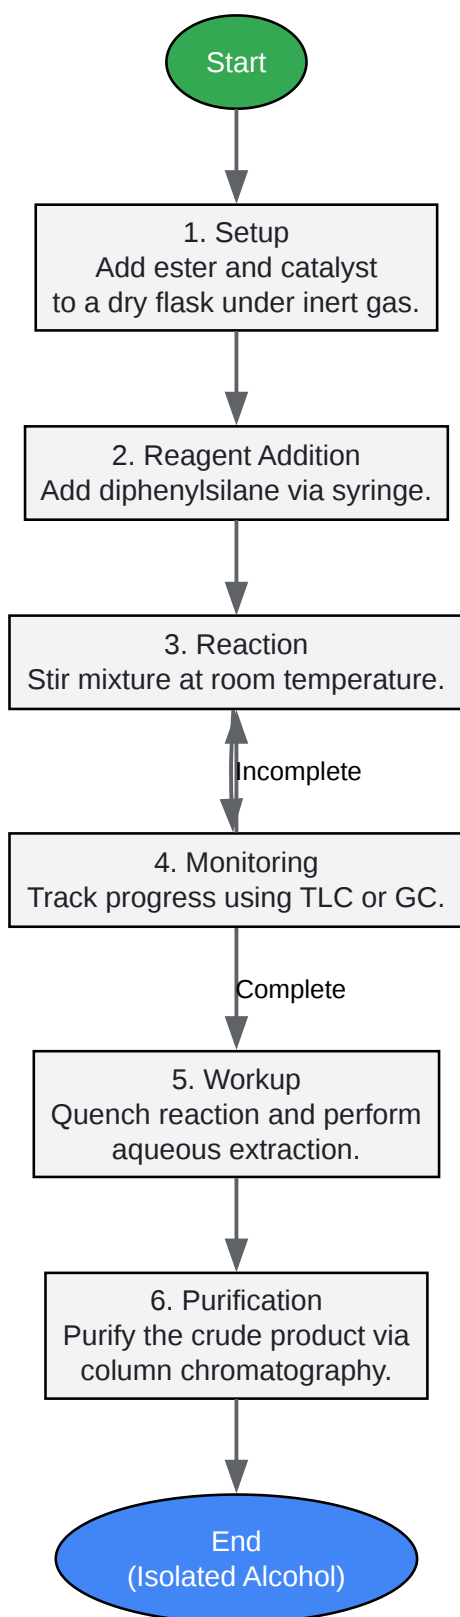 Start
1. Setup
Add ester and catalyst
to a dry flask under inert gas.
2. Reagent Addition
Add diphenylsilane via syringe.
3. Reaction
Stir mixture at room temperature.
Incomplete
4. Monitoring
Track progress using TLC or GC.
Complete
5. Workup
Quench reaction and perform
aqueous extraction.
6. Purification
Purify the crude product via
column chromatography.
End
(Isolated Alcohol)